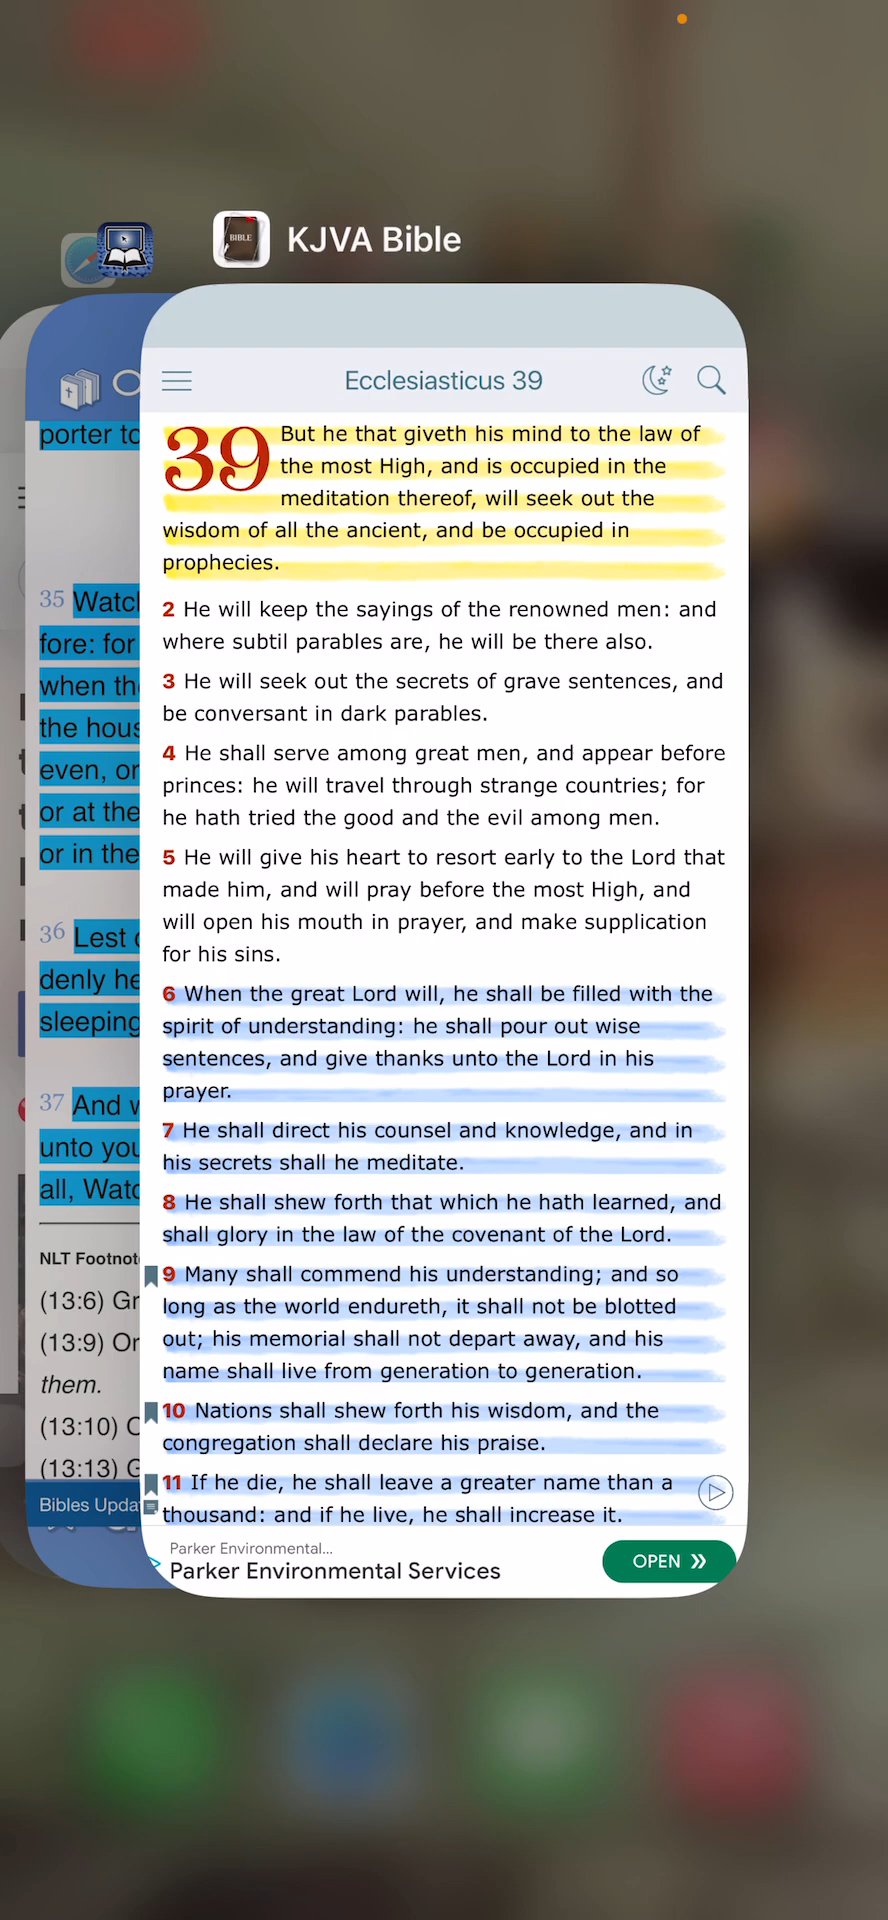 BIBLE
KJVA Bible
Ecclesiasticus 39
39 But he that giveth his mind to the law of
the most High, and is occupied in the
meditation thereof, will seek out the
wisdom of all the ancient, and be occupied in
prophecies.
2 He will keep the sayings of the renowned men: and
where subtil parables are, he will be there also.
3 He will seek out the secrets of grave sentences, and
be conversant in dark parables.
4 He shall serve among great men, and appear before
princes: he will travel through strange countries; for
he hath tried the good and the evil among men.
5 He will give his heart to resort early to the Lord that
made him, and will pray before the most High, and
will open his mouth in prayer, and make supplication
for his sins.
6 When the great Lord will, he shall be filled with the
spirit of understanding: he shall pour out wise
sentences, and give thanks unto the Lord in his
prayer.
7 He shall direct his counsel and knowledge, and in
his secrets shall he meditate.
8 He shall shew forth that which he hath learned, and
shall glory in the law of the covenant of the Lord.
9 Many shall commend his understanding; and so
long as the world endureth, it shall not be blotted
out; his memorial shall not depart away, and his
name shall live from generation to generation.
10 Nations shall shew forth his wisdom, and the
congregation shall declare his praise.
11 If he die, he shall leave a greater name than a
thousand: and if he live, he shall increase it.
Parker Environmental...
Parker Environmental Services
OPEN
porter to
35
fore: for
when
the
even, or
or at the
or in the
36 Lest
denly he
sleeping
37 And
unto you
all,
NLT
(13:6)
(13:9)
them.
(13:10)
(13:13)
Bibles